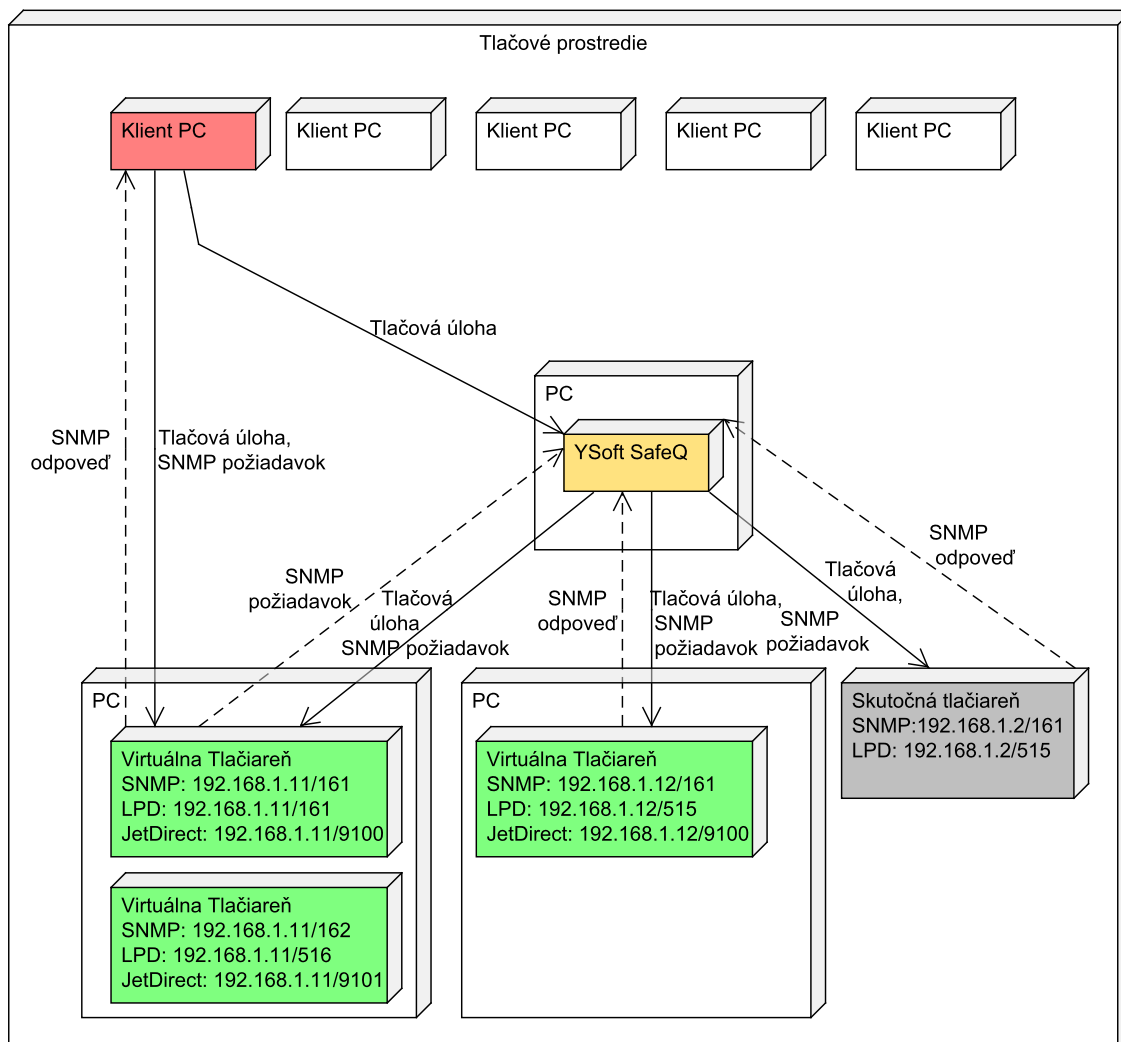 Tlačové prostredie
Klient PC
Klient PC
Klient PC
Klient PC
Klient PC
Tlačová úloha
PC
YSoft SafeQ
SNMP
odpoveď
Tlačová úloha,
SNMP požiadavok
SNMP
odpoveď
SNMP
požiadavok
Tlačová
úloha,
SNMP požiadavok
SNMP
odpoveď
Tlačová úloha,
SNMP
požiadavok
Tlačová
úloha,
SNMP
požiadavok
PC
Virtuálna Tlačiareň
SNMP: 192.168.1.11/161
LPD: 192.168.1.11/161
JetDirect: 192.168.1.11/9100
Virtuálna Tlačiareň
SNMP: 192.168.1.11/162
LPD: 192.168.1.11/516
JetDirect: 192.168.1.11/9101
PC
Virtuálna Tlačiareň
SNMP: 192.168.1.12/161
LPD: 192.168.1.12/515
JetDirect: 192.168.1.12/9100
Skutočná tlačiareň
SNMP:192.168.1.2/161
LPD: 192.168.1.2/515